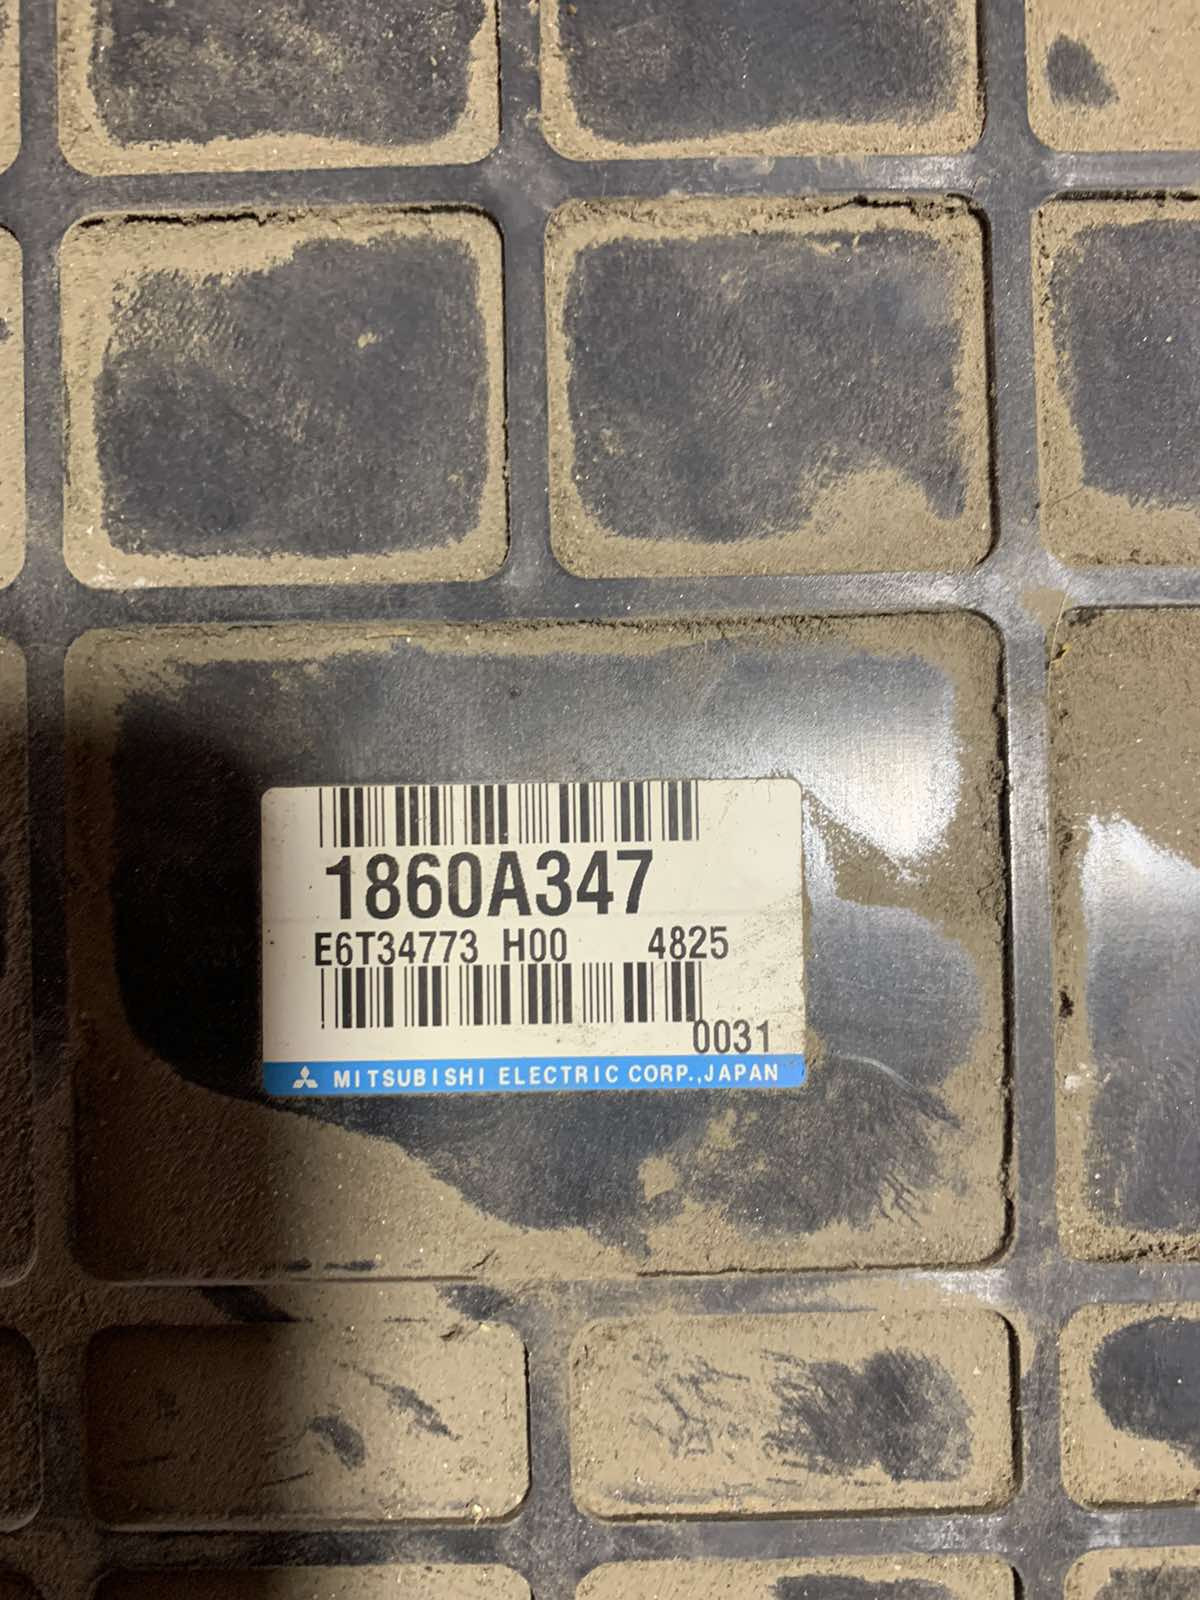 1860A347
E6T34773 H00 4825
0031
MITSUBISHI ELECTRIC CORP.,JAPAN